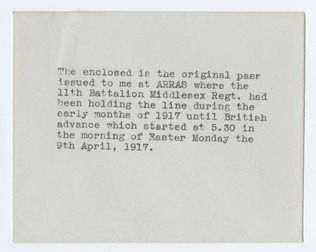 The enclosed is the original pass
issued to me at ARRAS where the
11th Battalion Middlesex Regt. had
been holding the line during the
early months of 1917 until British
advance which started at 5.30 in
the morning of Easter Monday the
9th April, 1917.